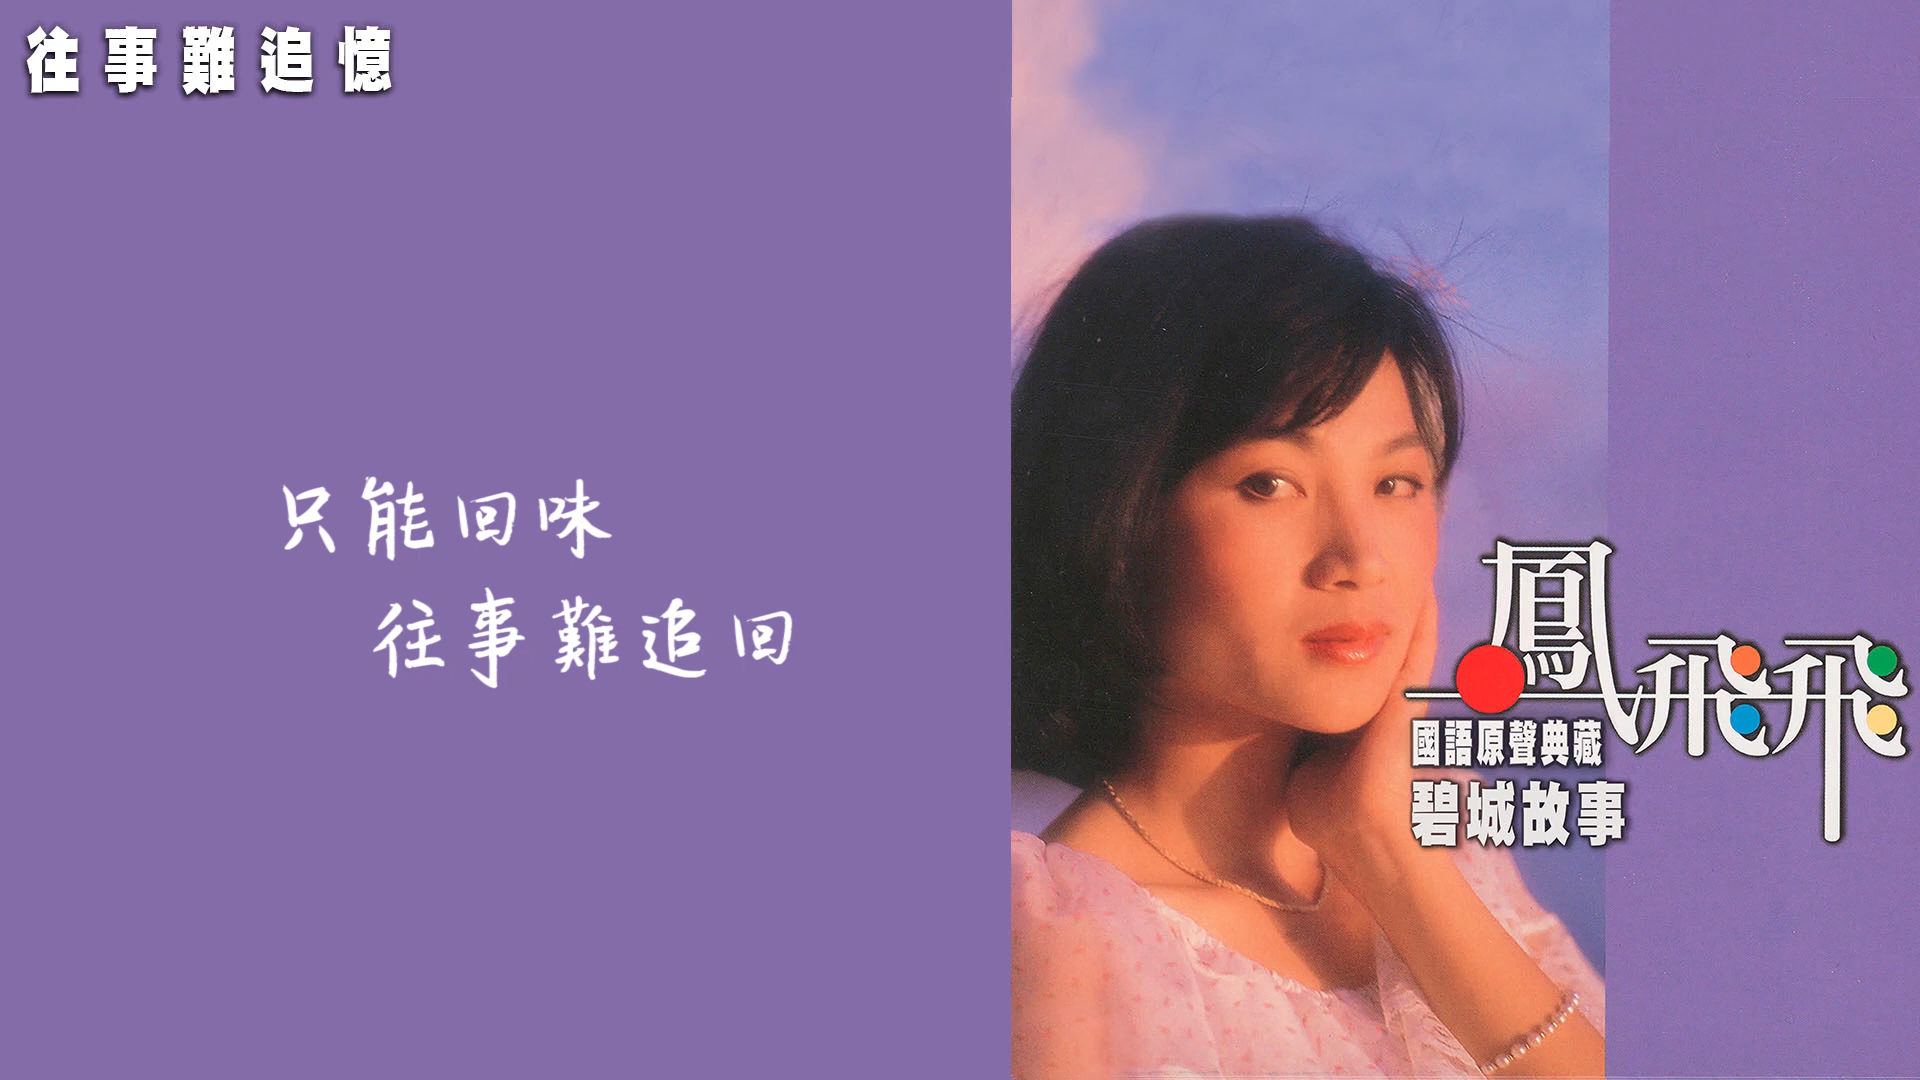 往事難追憶
只能回味
往事難追回
鳳飛飛
國語原聲典藏
碧城故事